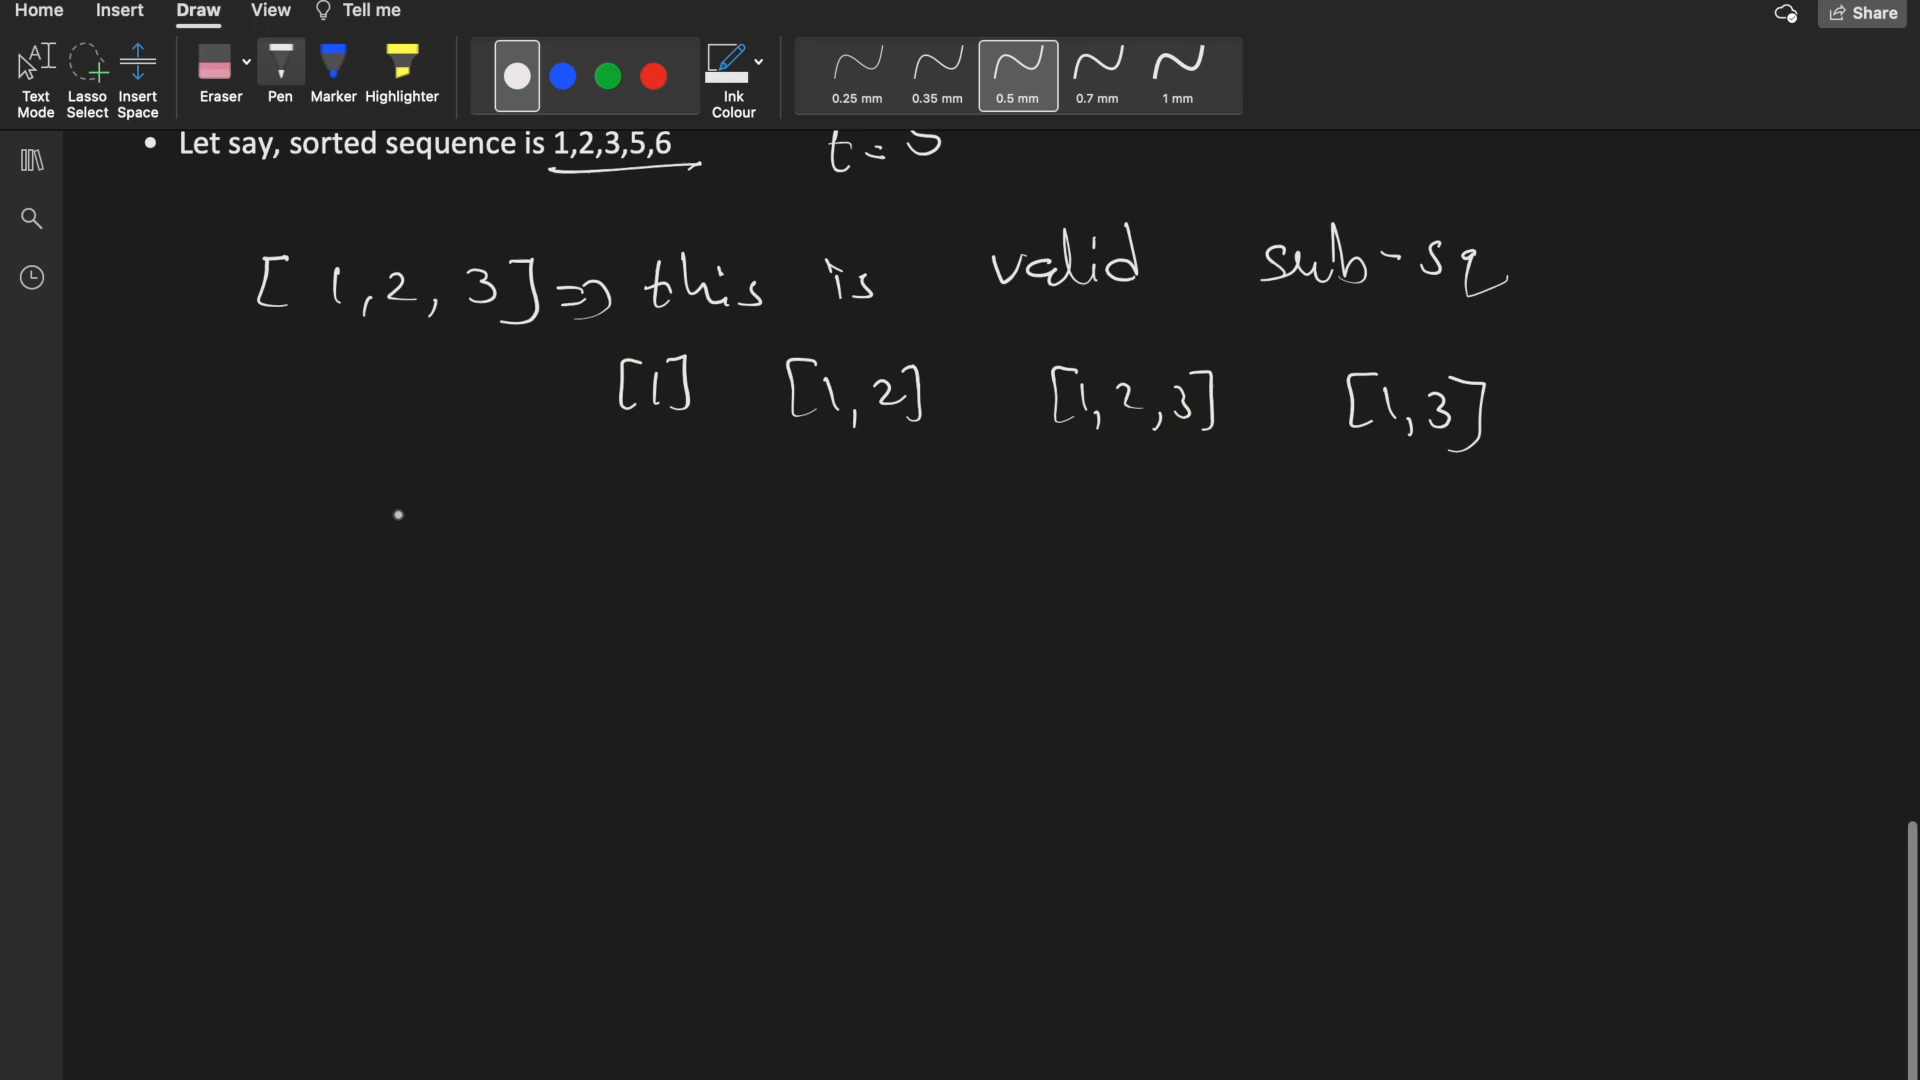 Home Insert Draw View Tell me Share
Text Mode Lasso Select Insert Space Eraser Pen Marker Highlighter Ink Colour 0.25 mm 0.35 mm 0.5 mm 0.7 mm 1 mm
• Let say, sorted sequence is 1,2,3,5,6 t = 5
[ 1, 2, 3] => this is valid sub-sq
[1] [1, 2] [1, 2, 3] [1, 3]